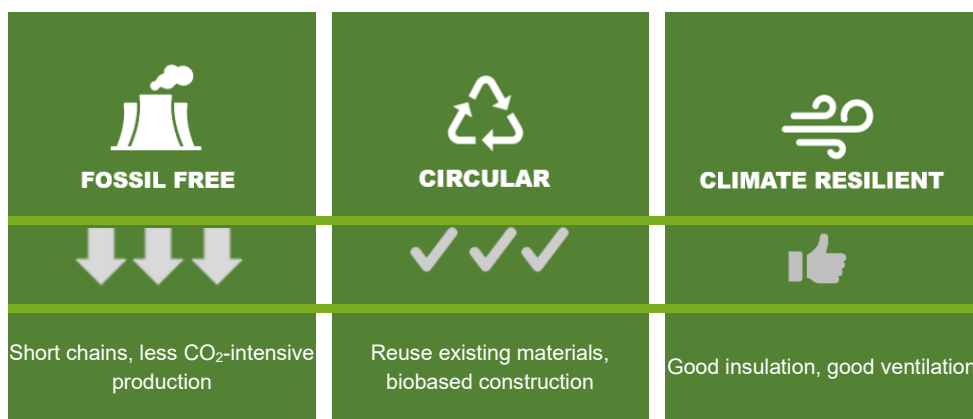 FOSSIL FREE
CIRCULAR
CLIMATE RESILIENT
Short chains, less CO₂-intensive
production
Reuse existing materials,
biobased construction
Good insulation, good ventilation